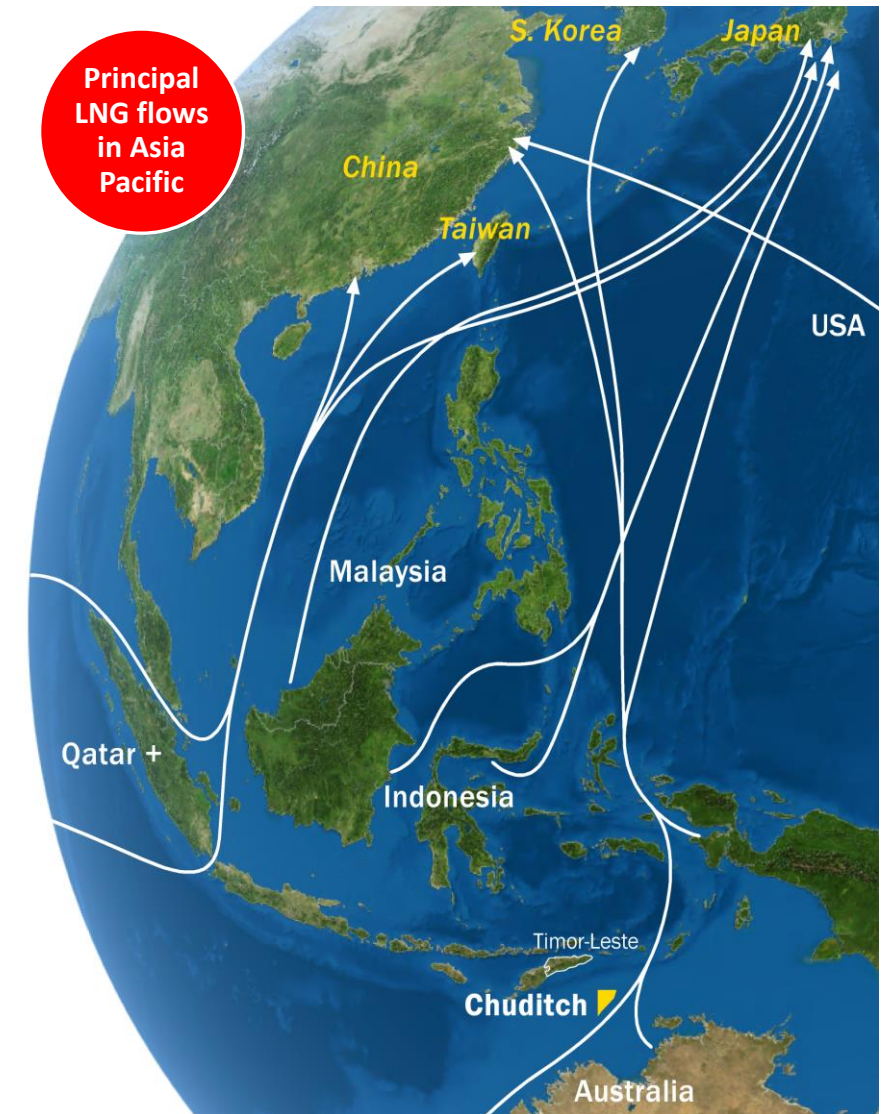 Principal
LNG flows
in Asia
Pacific
S. Korea
Japan
China
Taiwan
USA
Malaysia
Qatar +
Indonesia
Timor-Leste
Chuditch
Australia